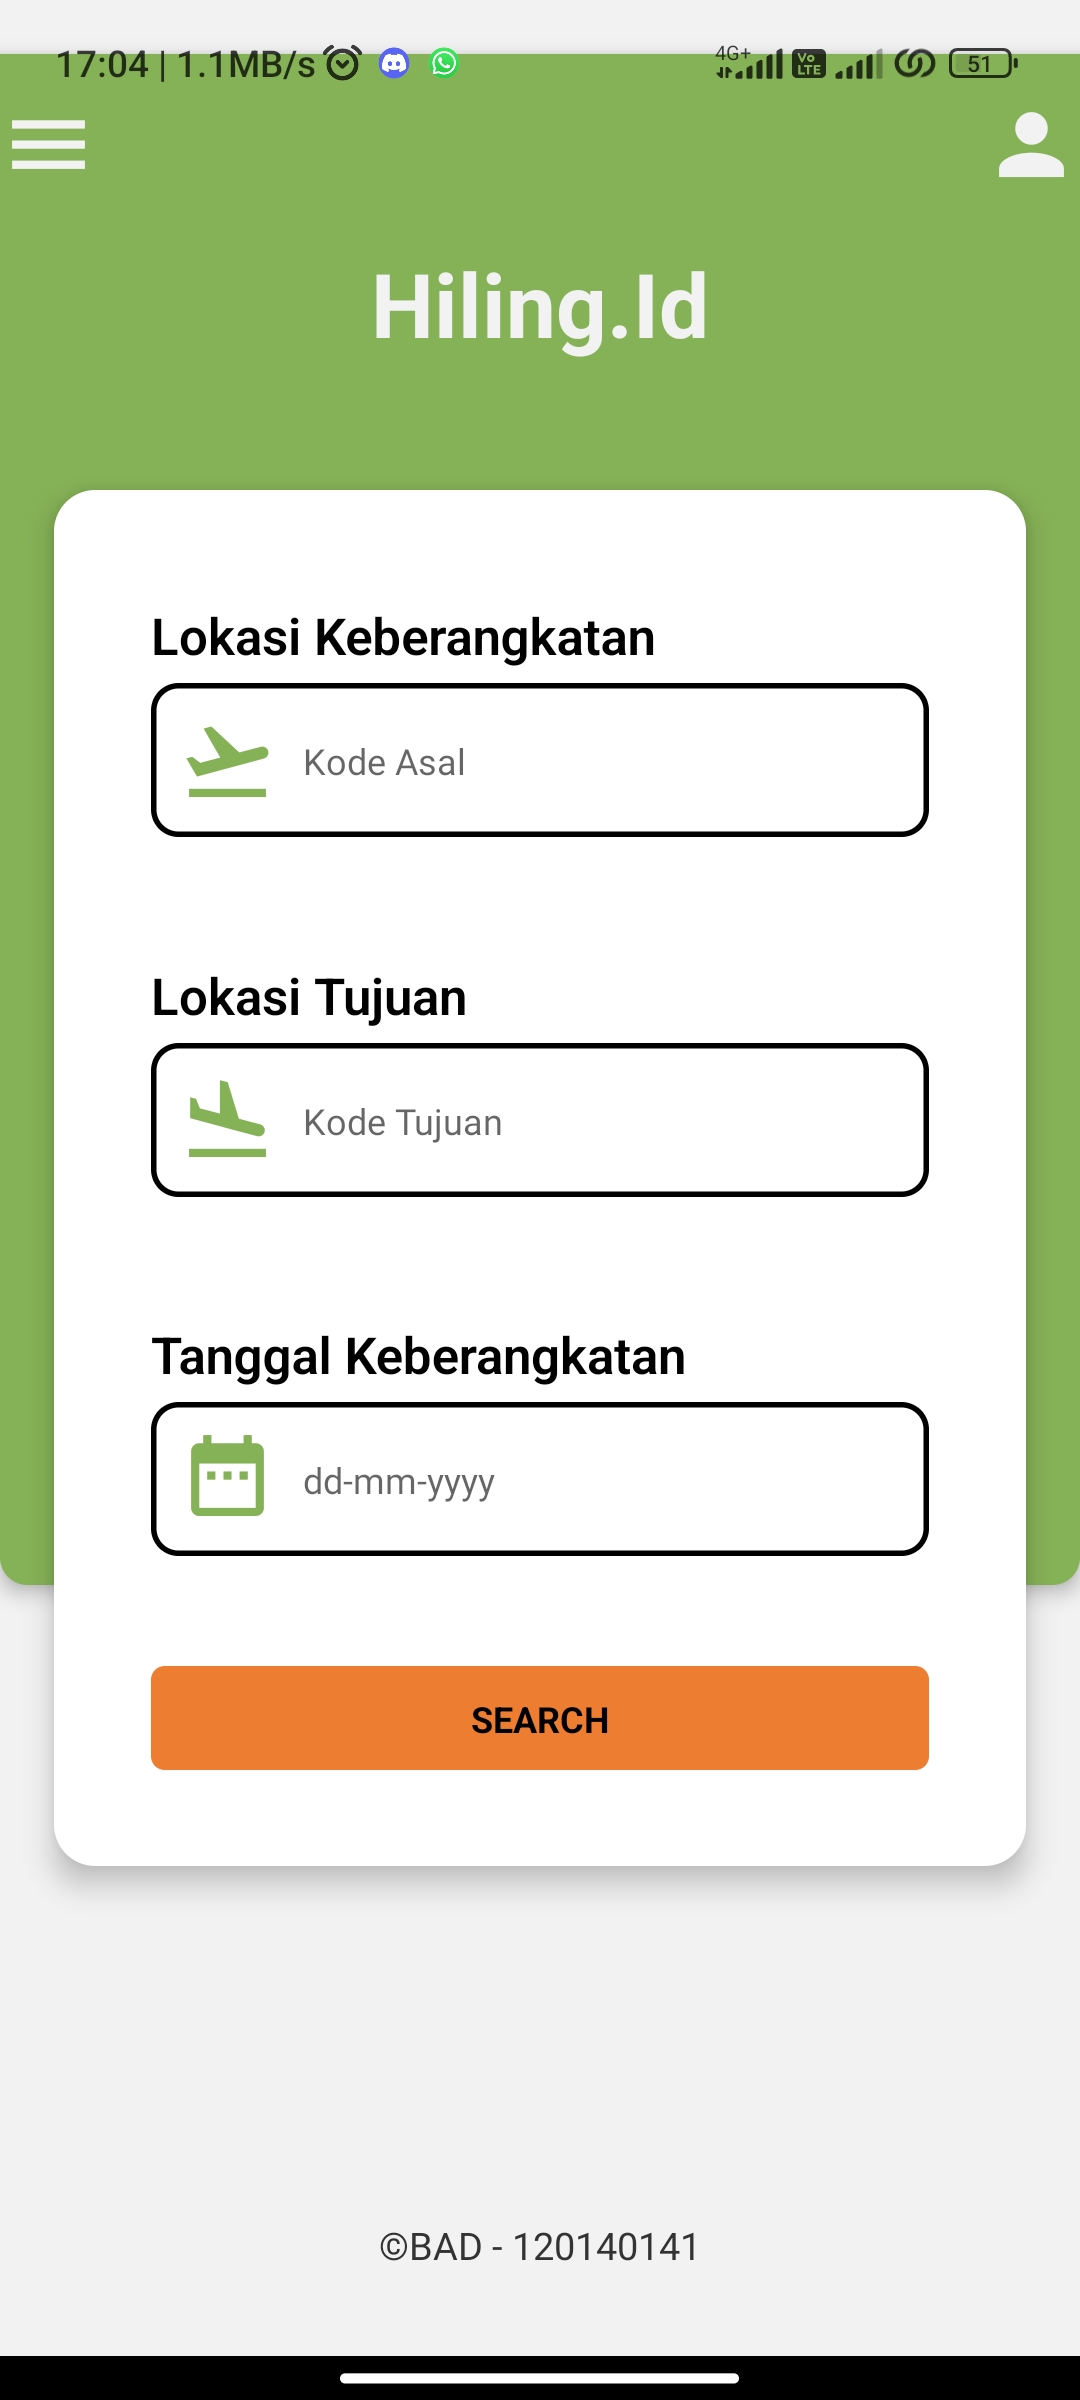 17:04 | 1.1MB/s 4G+ Vo LTE 51
Hiling.Id
Lokasi Keberangkatan
Kode Asal
Lokasi Tujuan
Kode Tujuan
Tanggal Keberangkatan
dd-mm-yyyy
SEARCH
©BAD - 120140141